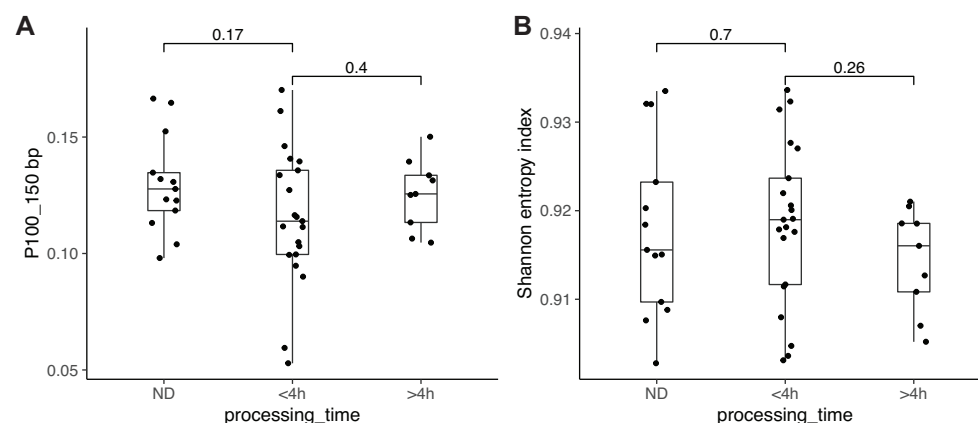 A
0.17
0.4
0.15
0.10
0.05
P100_150 bp
ND
<4h
>4h
processing_time
B
0.7
0.26
0.94
0.93
0.92
0.91
Shannon entropy index
ND
<4h
>4h
processing_time